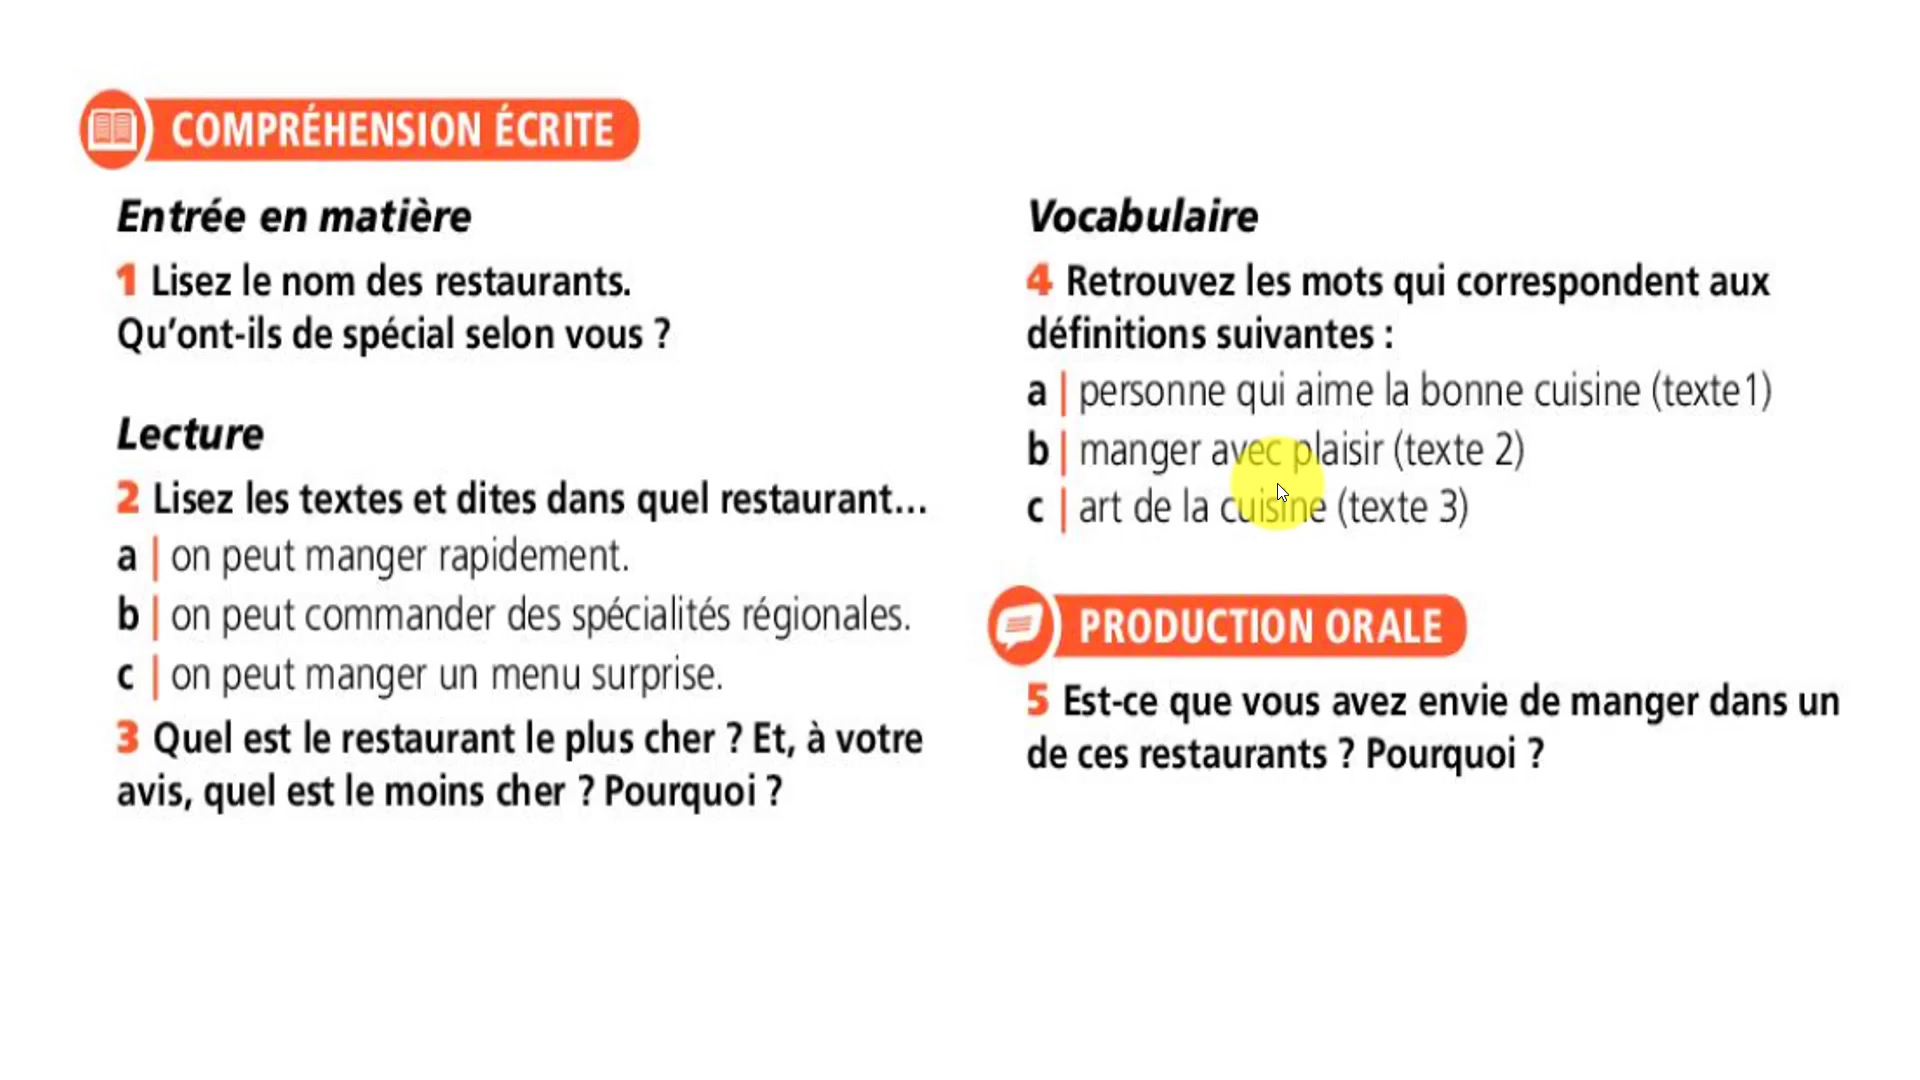 COMPRÉHENSION ÉCRITE
Entrée en matière
1 Lisez le nom des restaurants.
Qu'ont-ils de spécial selon vous ?
Lecture
2 Lisez les textes et dites dans quel restaurant...
a | on peut manger rapidement.
b | on peut commander des spécialités régionales.
c | on peut manger un menu surprise.
3 Quel est le restaurant le plus cher ? Et, à votre
avis, quel est le moins cher ? Pourquoi ?
Vocabulaire
4 Retrouvez les mots qui correspondent aux
définitions suivantes :
a | personne qui aime la bonne cuisine (texte1)
b | manger avec plaisir (texte 2)
c | art de la cuisine (texte 3)
PRODUCTION ORALE
5 Est-ce que vous avez envie de manger dans un
de ces restaurants ? Pourquoi ?